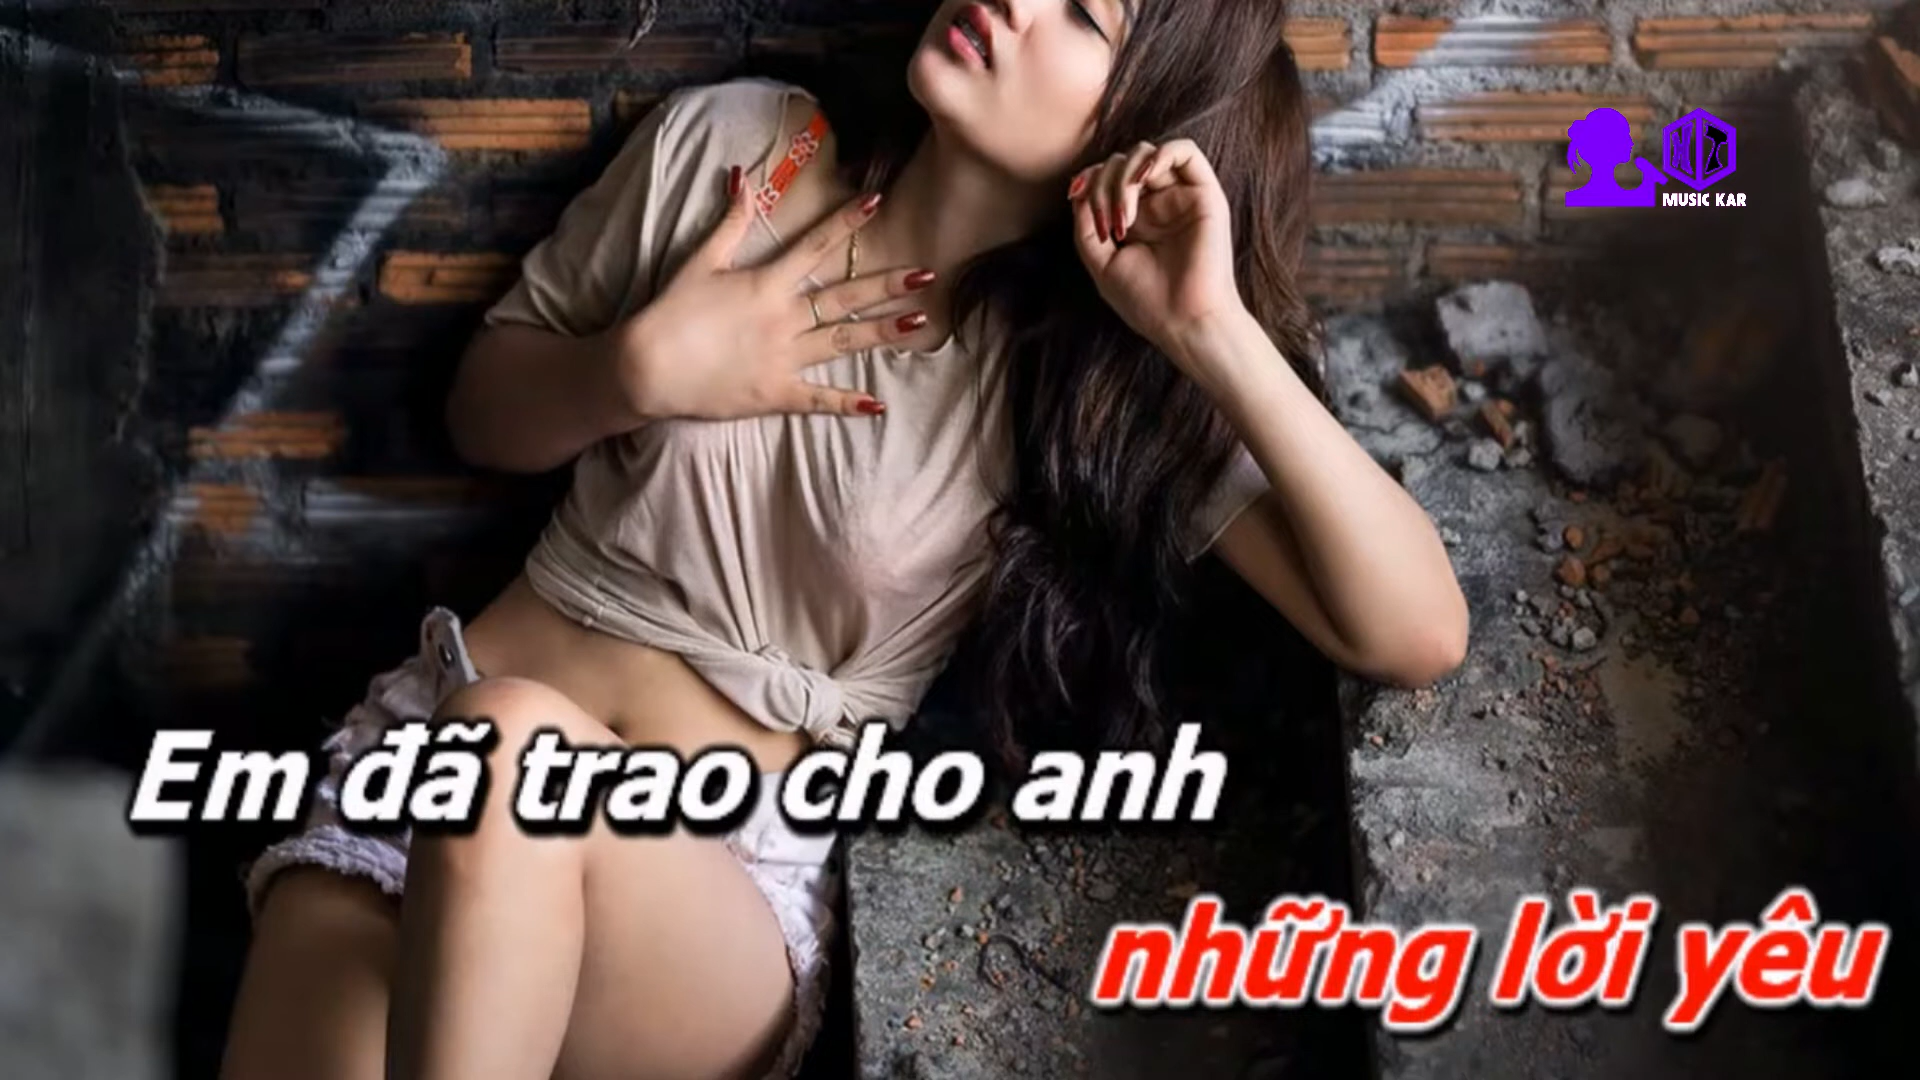 MUSIC KAR
Em đã trao cho anh
những lời yêu